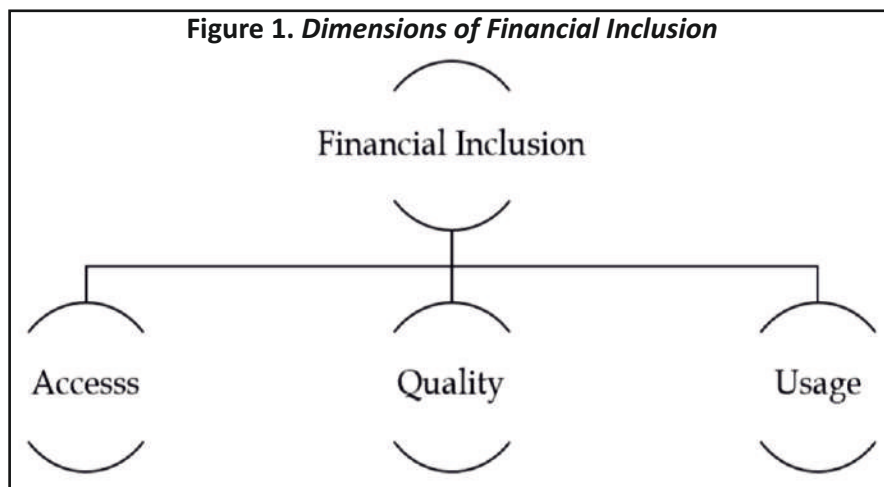 Figure 1. Dimensions of Financial Inclusion
Financial Inclusion
Accesss
Quality
Usage